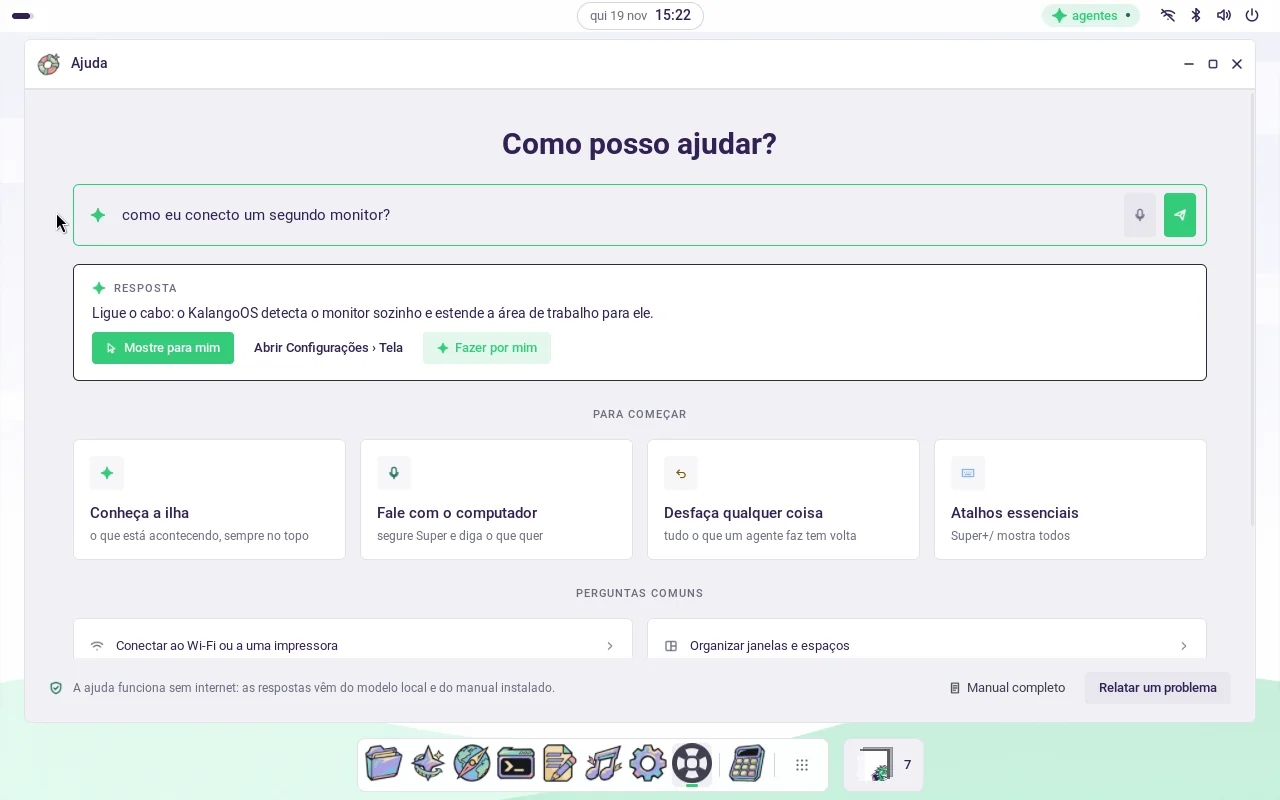 qui 19 nov 15:22
agentes
Ajuda
Como posso ajudar?
como eu conecto um segundo monitor?
RESPOSTA
Ligue o cabo: o KalangoOS detecta o monitor sozinho e estende a área de trabalho para ele.
Mostre para mim
Abrir Configurações › Tela
Fazer por mim
PARA COMEÇAR
Conheça a ilha
o que está acontecendo, sempre no topo
Fale com o computador
segure Super e diga o que quer
Desfaça qualquer coisa
tudo o que um agente faz tem volta
Atalhos essenciais
Super+/ mostra todos
PERGUNTAS COMUNS
Conectar ao Wi-Fi ou a uma impressora
Organizar janelas e espaços
A ajuda funciona sem internet: as respostas vêm do modelo local e do manual instalado.
Manual completo
Relatar um problema
7